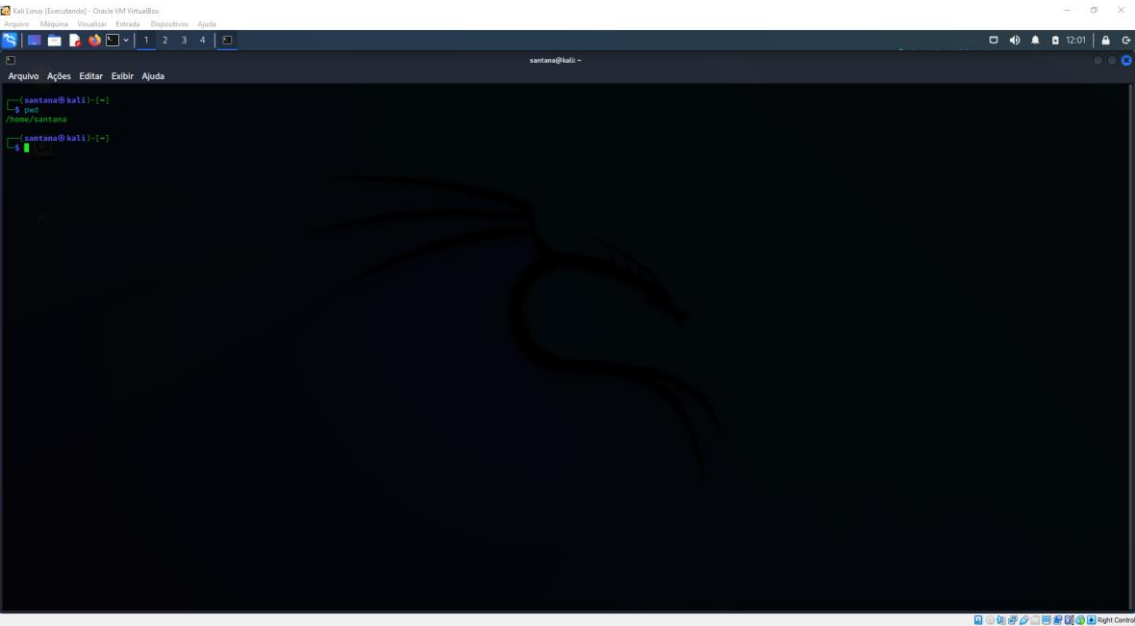 Kali Linux [Executando] - Oracle VM VirtualBox
Arquivo Máquina Visualizar Entrada Dispositivos Ajuda
1 2 3 4 12:01
santana@kali: ~
Arquivo Ações Editar Exibir Ajuda
┌──(santana㉿kali)-[~]
└─$ pwd
/home/santana
┌──(santana㉿kali)-[~]
└─$
Right Control